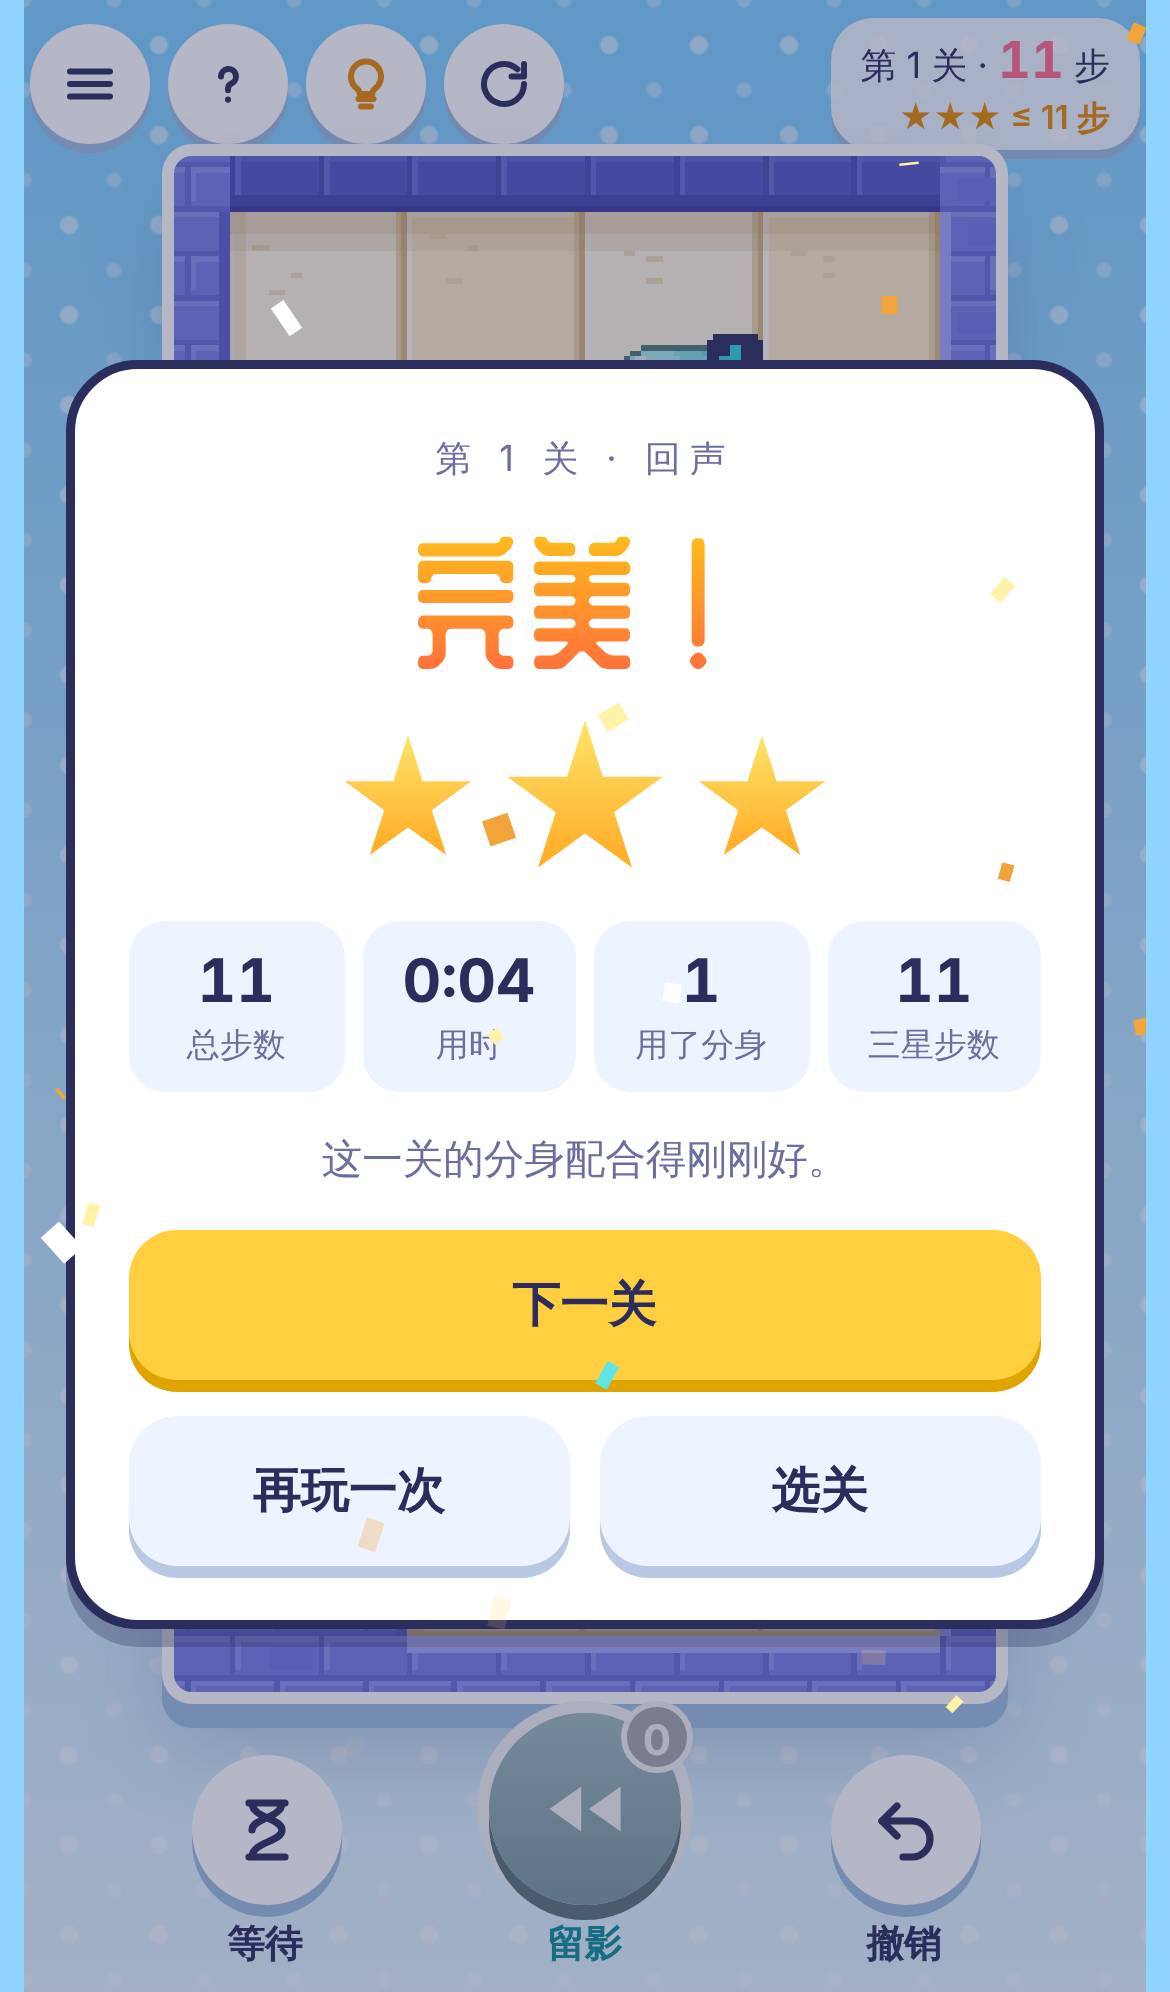 ?
第 1 关 · 11 步
★★★ ≤ 11 步
第 1 关 · 回声
完美！
11
总步数
0:04
用时
1
用了分身
11
三星步数
这一关的分身配合得刚刚好。
下一关
再玩一次
选关
0
等待
留影
撤销